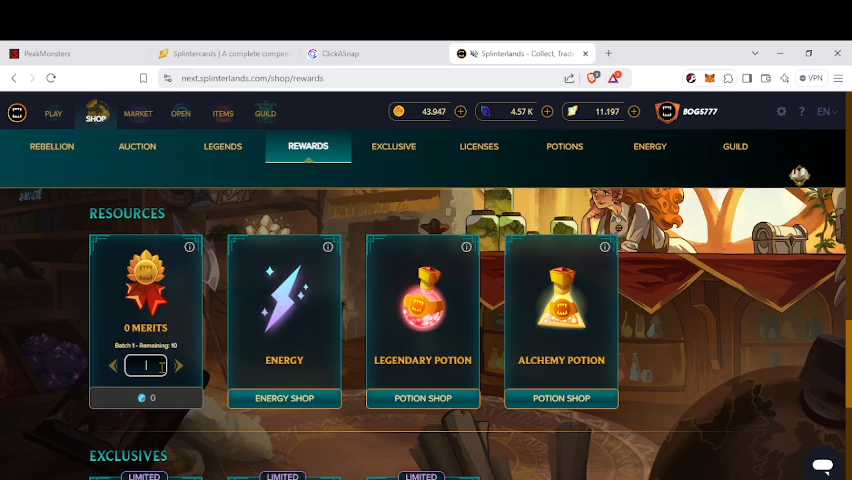 PeakMonsters
Splintercards | A complete compen
ClickASnap
Splinterlands - Collect, Trade
next.splinterlands.com/shop/rewards
VPN
PLAY
SHOP
MARKET
OPEN
ITEMS
GUILD
43.947
4.57 K
11.197
BOGS777
EN
REBELLION
AUCTION
LEGENDS
REWARDS
EXCLUSIVE
LICENSES
POTIONS
ENERGY
GUILD
RESOURCES
0 MERITS
Batch 1 - Remaining: 10
0
ENERGY
ENERGY SHOP
LEGENDARY POTION
POTION SHOP
ALCHEMY POTION
POTION SHOP
EXCLUSIVES
LIMITED
LIMITED
LIMITED